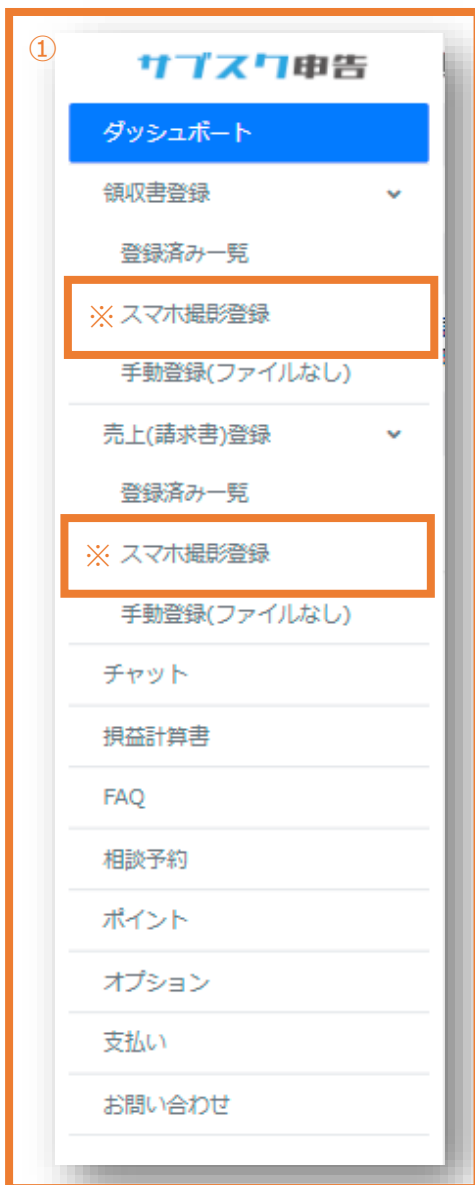 ①
サブスク申告
ダッシュボート
領収書登録
登録済み一覧
※ スマホ撮影登録
手動登録(ファイルなし)
売上(請求書)登録
登録済み一覧
※ スマホ撮影登録
手動登録(ファイルなし)
チャット
損益計算書
FAQ
相談予約
ポイント
オプション
支払い
お問い合わせ